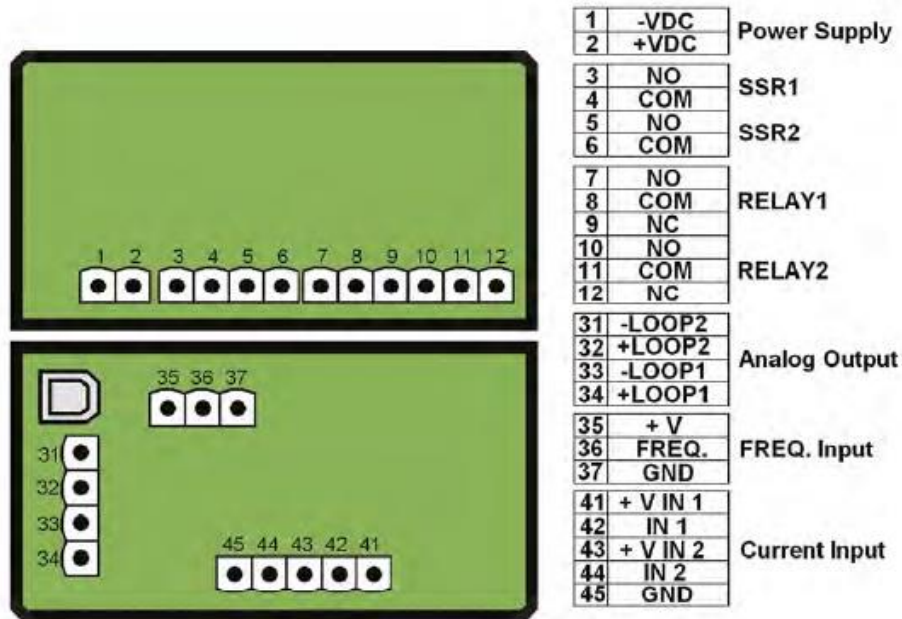 1 2 3 4 5 6 7 8 9 10 11 12
35 36 37
31
32
33
34
45 44 43 42 41
1 -VDC
2 +VDC
Power Supply
3 NO
4 COM
SSR1
5 NO
6 COM
SSR2
7 NO
8 COM
9 NC
RELAY1
10 NO
11 COM
12 NC
RELAY2
31 -LOOP2
32 +LOOP2
33 -LOOP1
34 +LOOP1
Analog Output
35 + V
36 FREQ.
37 GND
FREQ. Input
41 + V IN 1
42 IN 1
43 + V IN 2
44 IN 2
45 GND
Current Input